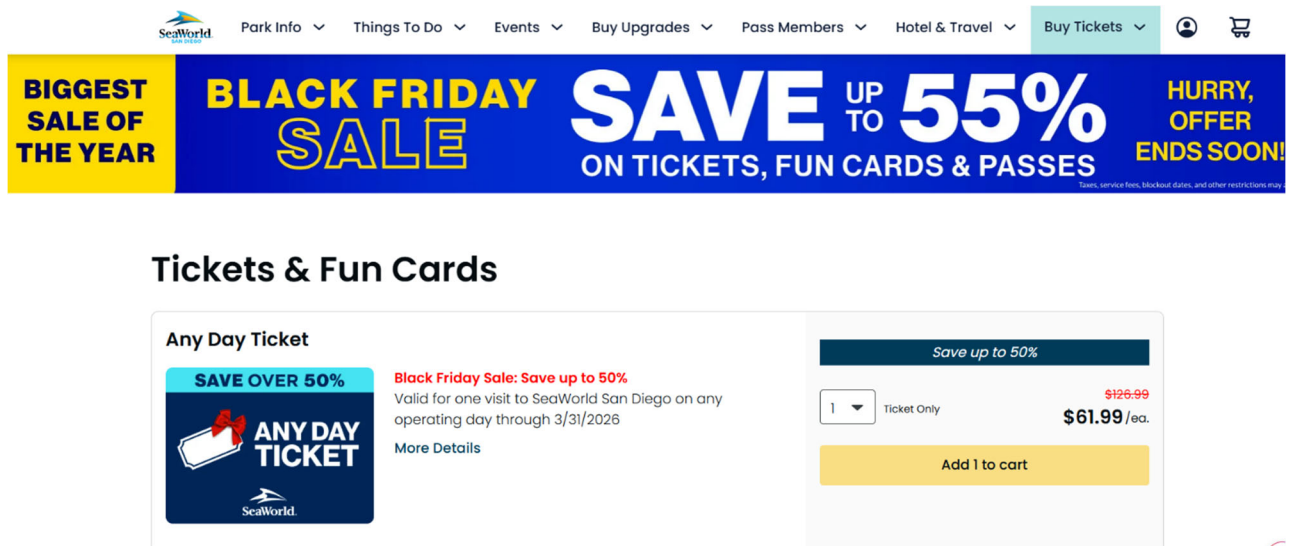 SeaWorld.
SAN DIEGO
Park Info
Things To Do
Events
Buy Upgrades
Pass Members
Hotel & Travel
Buy Tickets
BIGGEST
SALE OF
THE YEAR
BLACK FRIDAY
SALE
SAVE UP TO 55%
ON TICKETS, FUN CARDS & PASSES
HURRY,
OFFER
ENDS SOON!
Taxes, service fees, blockout dates, and other restrictions may
Tickets & Fun Cards
Any Day Ticket
SAVE OVER 50%
ANY DAY
TICKET
SeaWorld.
Black Friday Sale: Save up to 50%
Valid for one visit to SeaWorld San Diego on any
operating day through 3/31/2026
More Details
Save up to 50%
1
Ticket Only
$126.99
$61.99/ea.
Add 1 to cart